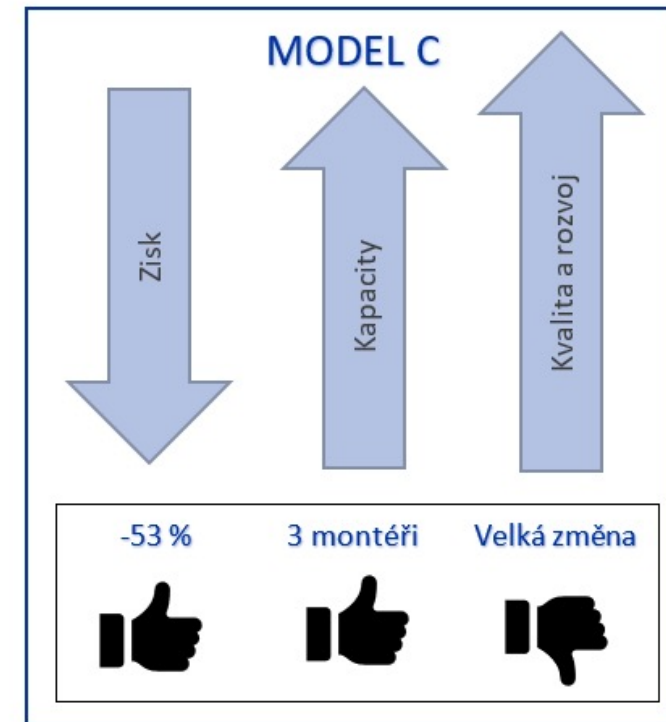 MODEL C
Zisk
Kapacity
Kvalita a rozvoj
-53 %
3 montéři
Velká změna